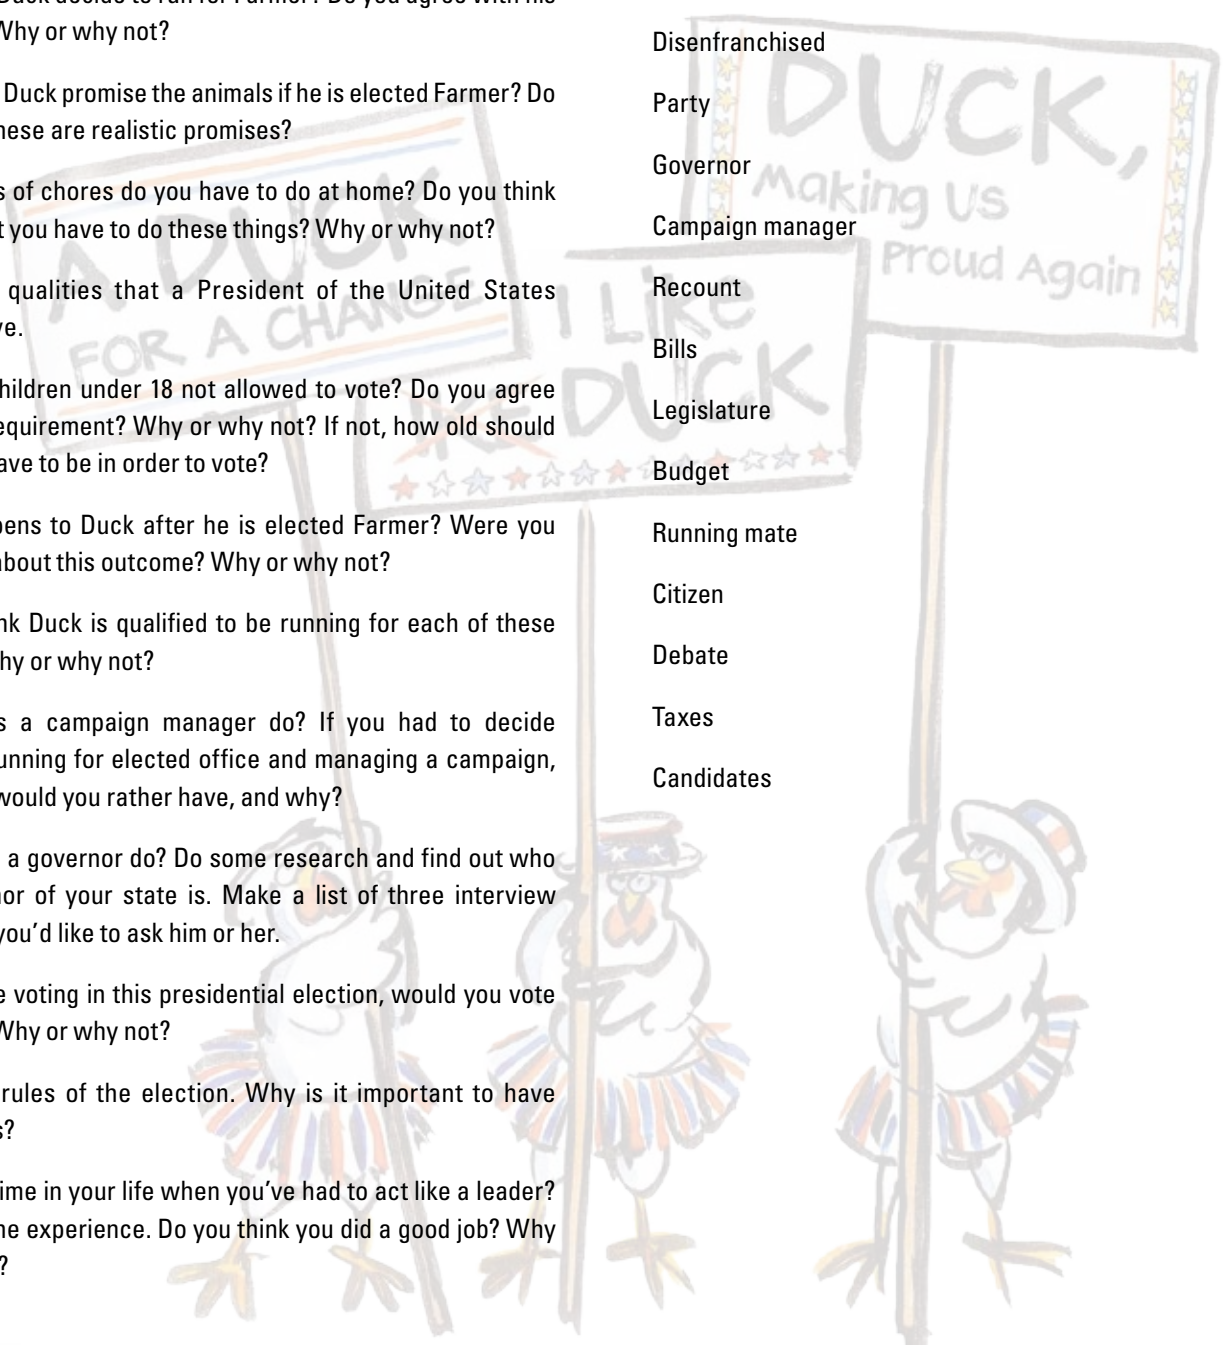 Duck decide to run for Farmer? Do you agree with his
Why or why not?
Duck promise the animals if he is elected Farmer? Do
hese are realistic promises?
s of chores do you have to do at home? Do you think
t you have to do these things? Why or why not?
qualities that a President of the United States
ve.
hildren under 18 not allowed to vote? Do you agree
equirement? Why or why not? If not, how old should
ave to be in order to vote?
pens to Duck after he is elected Farmer? Were you
about this outcome? Why or why not?
nk Duck is qualified to be running for each of these
hy or why not?
s a campaign manager do? If you had to decide
unning for elected office and managing a campaign,
would you rather have, and why?
a governor do? Do some research and find out who
nor of your state is. Make a list of three interview
you’d like to ask him or her.
e voting in this presidential election, would you vote
Why or why not?
rules of the election. Why is it important to have
s?
ime in your life when you’ve had to act like a leader?
he experience. Do you think you did a good job? Why
?
Disenfranchised
Party
Governor
Campaign manager
Recount
Bills
Legislature
Budget
Running mate
Citizen
Debate
Taxes
Candidates
A DUCK
FOR A CHANGE
I LIKE
DUCK
DUCK,
Making Us
Proud Again